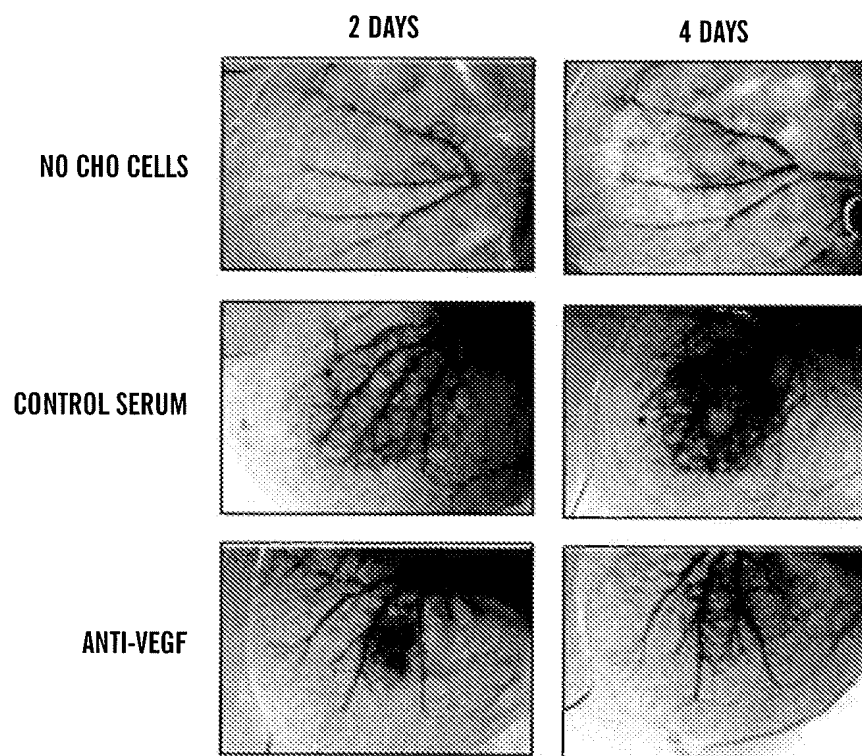 2 DAYS 4 DAYS
NO CHO CELLS
CONTROL SERUM
ANTI-VEGF